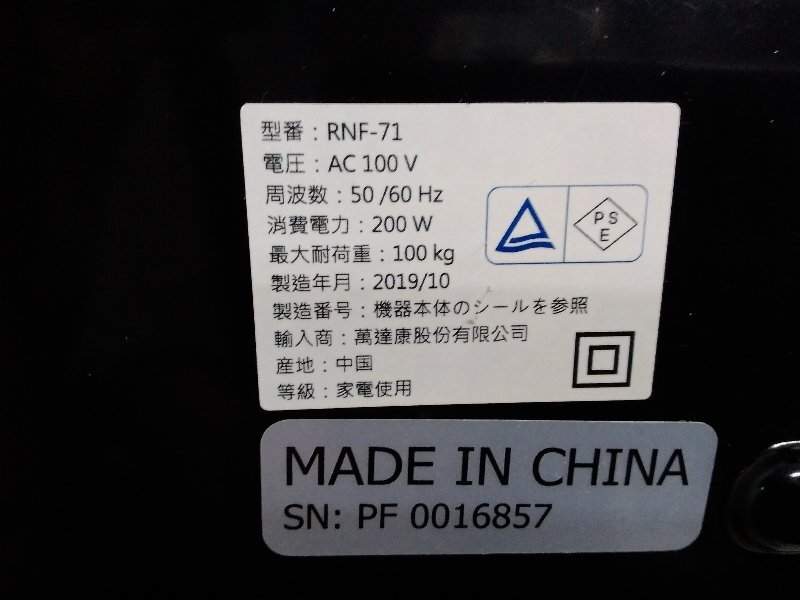 型番：RNF-71
電圧：AC 100 V
周波数：50 /60 Hz
消費電力：200 W
最大耐荷重：100 kg
製造年月：2019/10
製造番号：機器本体のシールを参照
輸入商：萬達康股份有限公司
産地：中国
等級：家電使用
PS
E
MADE IN CHINA
SN: PF 0016857